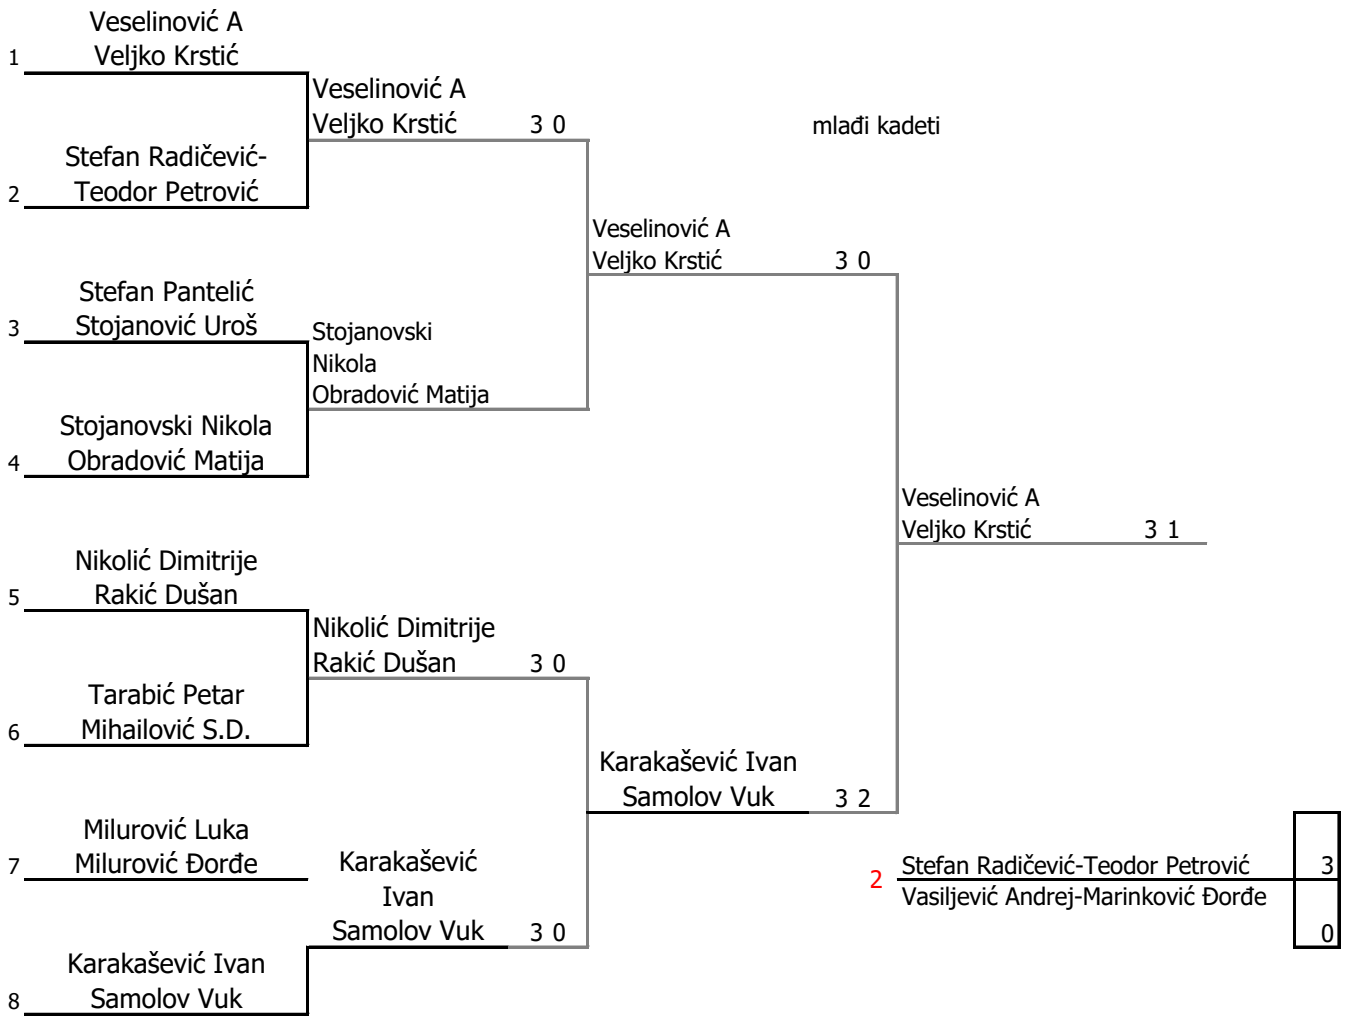 Veselinović A
1 Veljko Krstić
Veselinović A
Veljko Krstić 3 0
mlađi kadeti
Stefan Radičević-
2 Teodor Petrović
Veselinović A
Veljko Krstić 3 0
Stefan Pantelić
3 Stojanović Uroš
Stojanovski
Nikola
Obradović Matija
Stojanovski Nikola
4 Obradović Matija
Veselinović A
Veljko Krstić 3 1
Nikolić Dimitrije
5 Rakić Dušan
Nikolić Dimitrije
Rakić Dušan 3 0
Tarabić Petar
6 Mihailović S.D.
Karakašević Ivan
Samolov Vuk 3 2
Milurović Luka
7 Milurović Đorđe
Karakašević
Ivan
Samolov Vuk 3 0
2 Stefan Radičević-Teodor Petrović 3
Vasiljević Andrej-Marinković Đorđe
0
Karakašević Ivan
8 Samolov Vuk